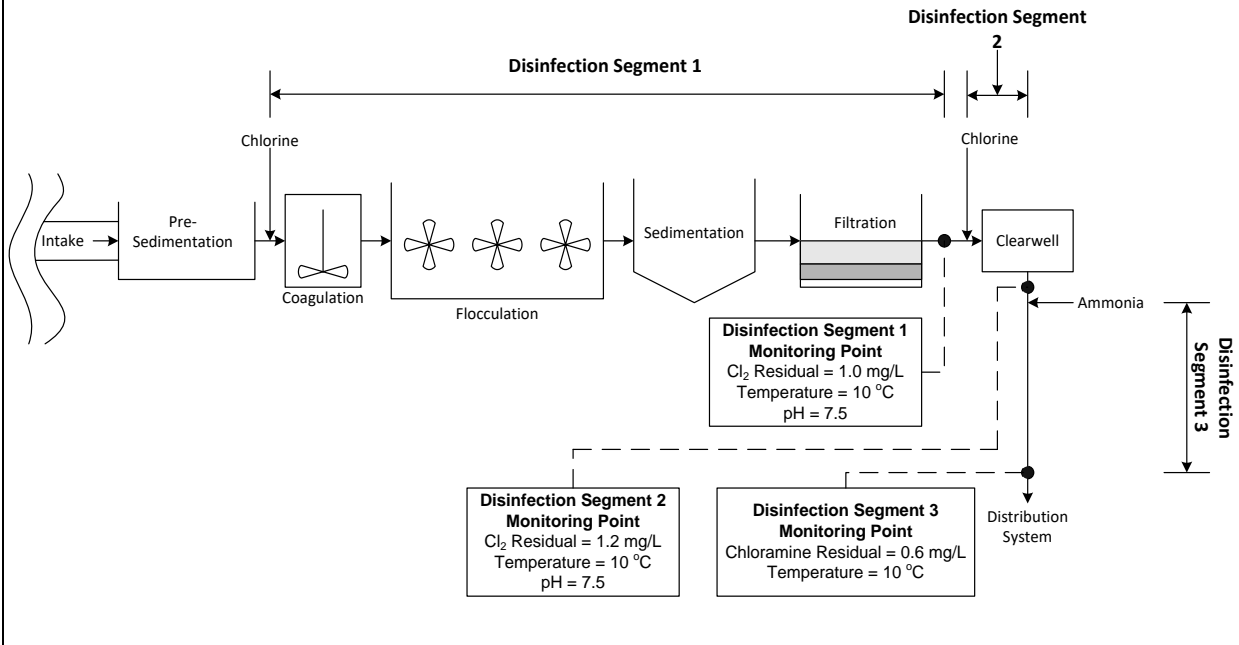 Disinfection Segment
2
Disinfection Segment 1
Chlorine
Chlorine
Intake
Pre-
Sedimentation
Coagulation
Flocculation
Sedimentation
Filtration
Clearwell
Ammonia
Disinfection
Segment 3
Disinfection Segment 1
Monitoring Point
Cl₂ Residual = 1.0 mg/L
Temperature = 10 °C
pH = 7.5
Disinfection Segment 2
Monitoring Point
Cl₂ Residual = 1.2 mg/L
Temperature = 10 °C
pH = 7.5
Disinfection Segment 3
Monitoring Point
Chloramine Residual = 0.6 mg/L
Temperature = 10 °C
Distribution
System